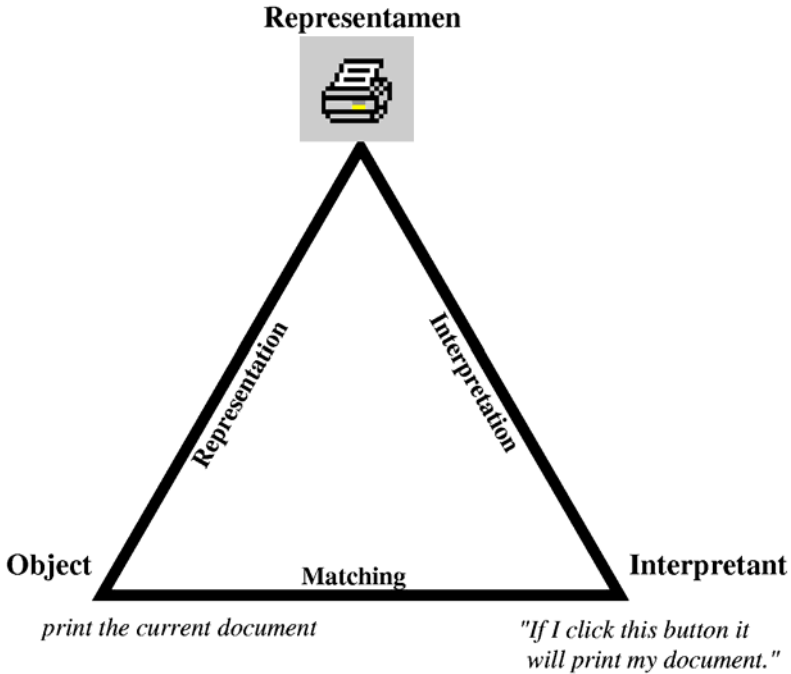 Representamen
Representation
Interpretation
Object
Matching
Interpretant
print the current document
"If I click this button it
will print my document."